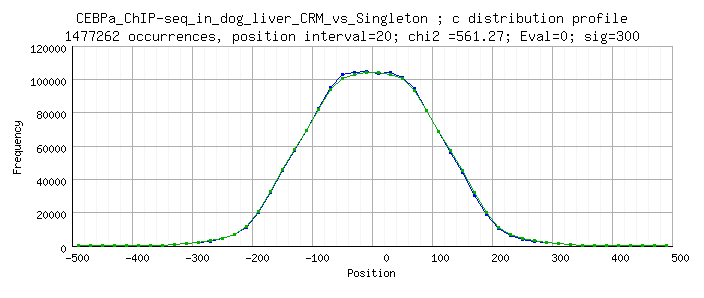 CEBPa_ChIP-seq_in_dog_liver_CRM_vs_Singleton ; c distribution profile
1477262 occurrences, position interval=20; chi2 =561.27; Eval=0; sig=300
120000
100000
80000
60000
40000
20000
0
Frequency
-500 -400 -300 -200 -100 0 100 200 300 400 500
Position